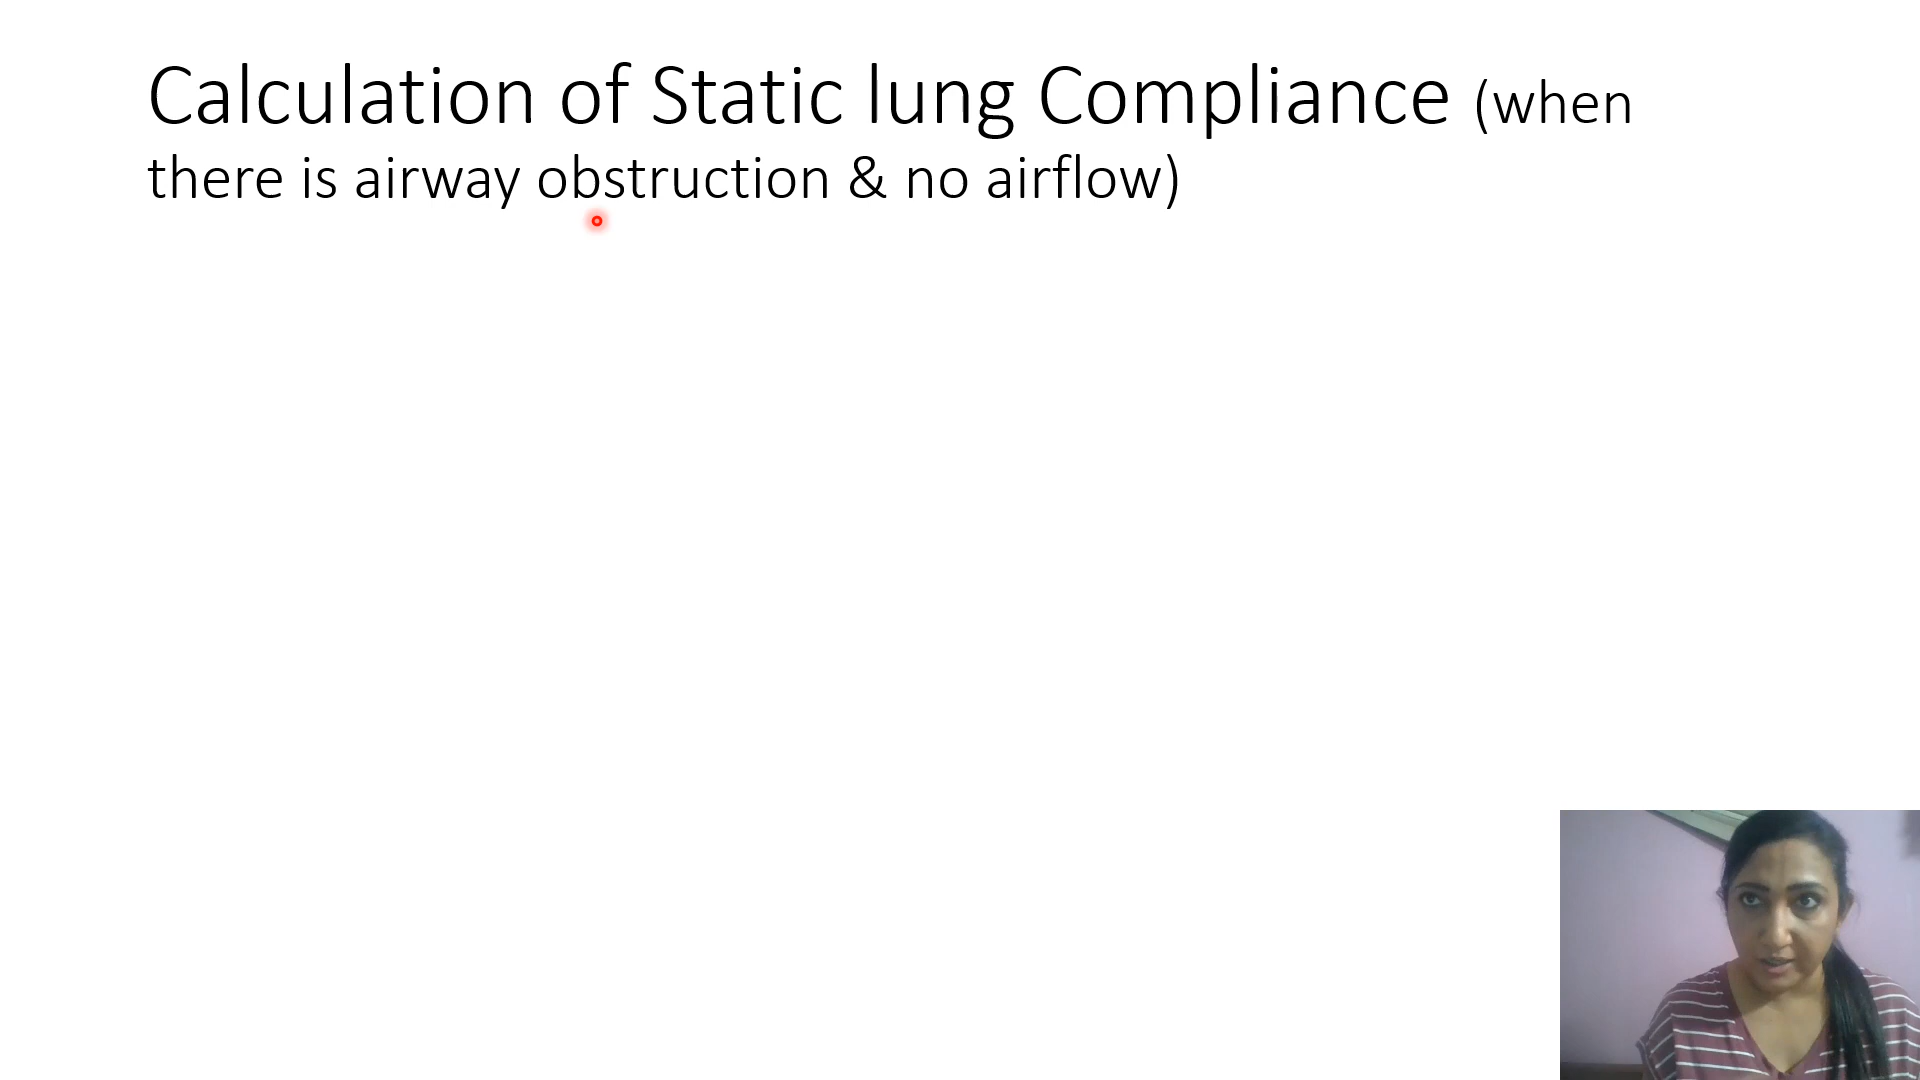 Calculation of Static lung Compliance (when
there is airway obstruction & no airflow)